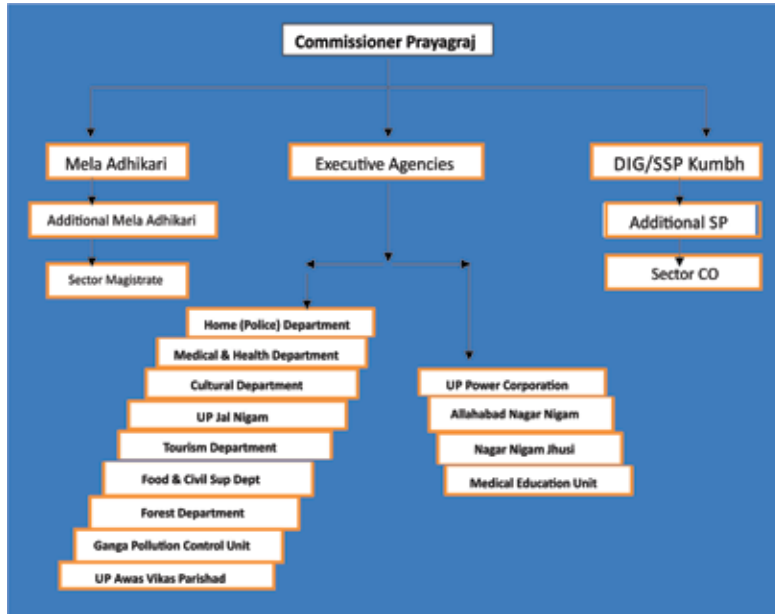 Commissioner Prayagraj
Mela Adhikari
Executive Agencies
DIG/SSP Kumbh
Additional Mela Adhikari
Additional SP
Sector Magistrate
Sector CO
Home (Police) Department
Medical & Health Department
Cultural Department
UP Jal Nigam
Tourism Department
Food & Civil Sup Dept
Forest Department
Ganga Pollution Control Unit
UP Awas Vikas Parishad
UP Power Corporation
Allahabad Nagar Nigam
Nagar Nigam Jhusi
Medical Education Unit